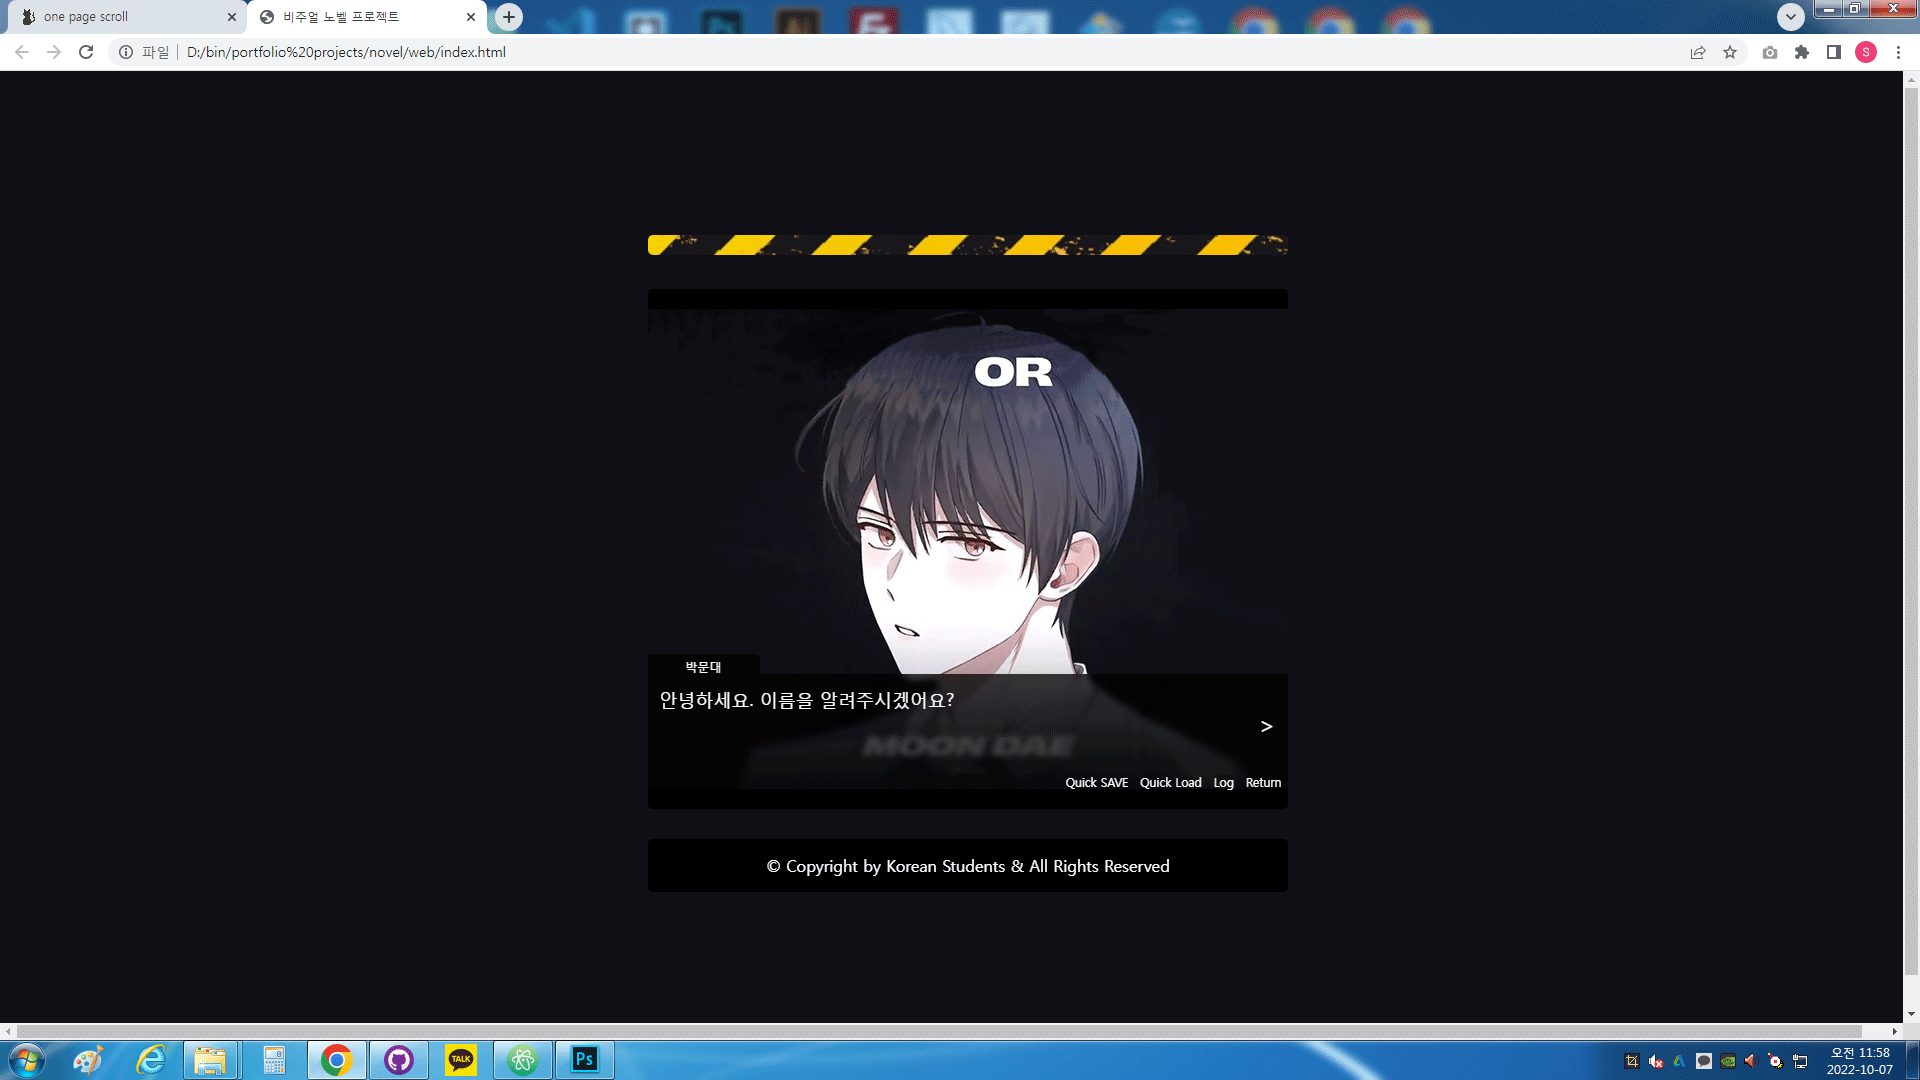 one page scroll
비주얼 노벨 프로젝트
파일
D:/bin/portfolio%20projects/novel/web/index.html
S
OR
박문대
안녕하세요. 이름을 알려주시겠어요?
>
MOON DAE
Quick SAVE Quick Load Log Return
© Copyright by Korean Students & All Rights Reserved
TALK
Ps
오전 11:58
2022-10-07